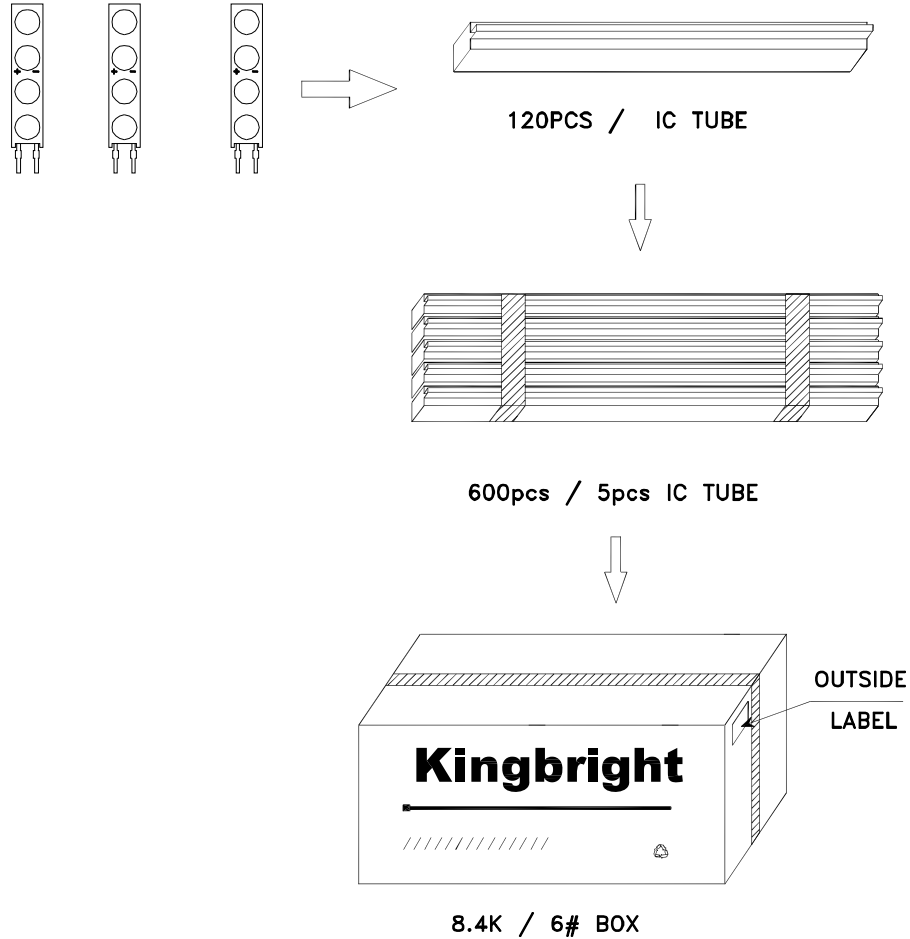 120PCS / IC TUBE
600pcs / 5pcs IC TUBE
OUTSIDE
LABEL
Kingbright
8.4K / 6# BOX